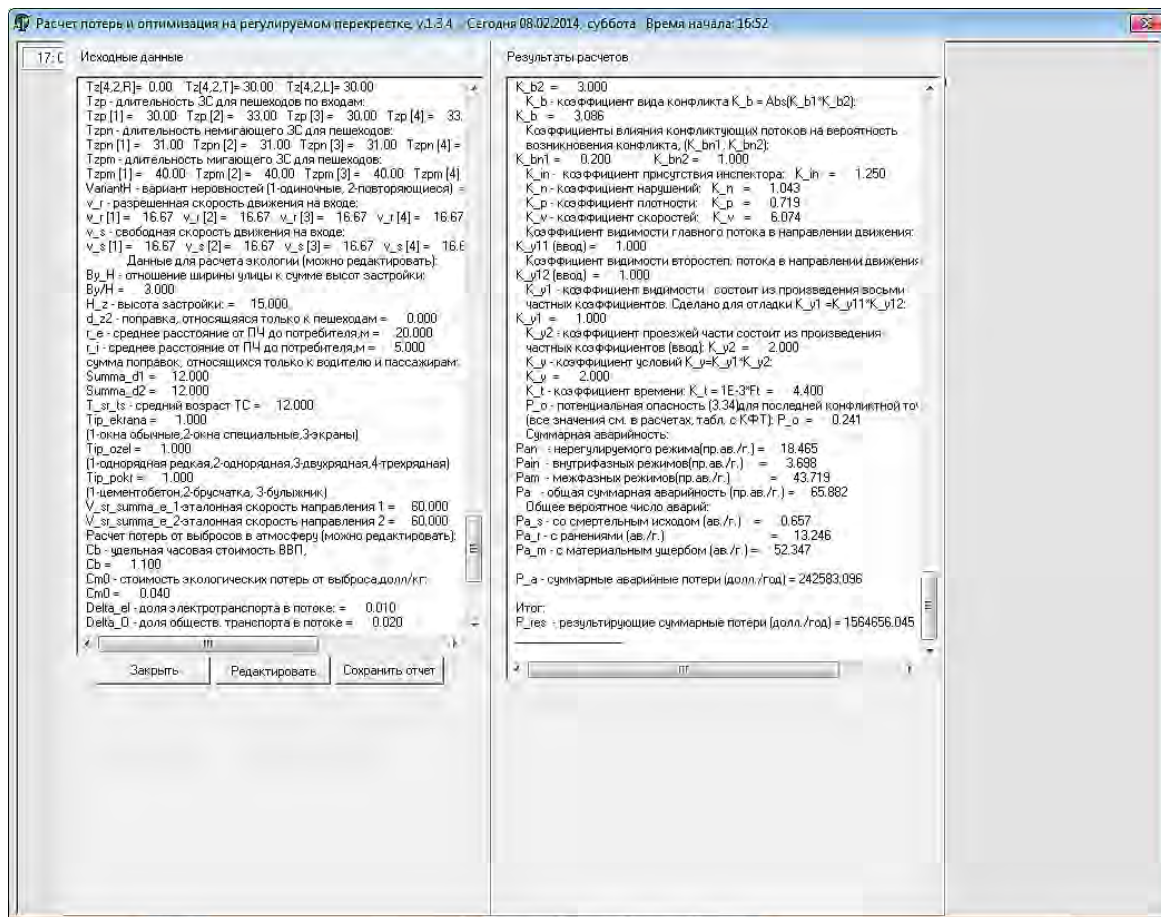 Расчет потерь и оптимизация на регулируемом перекрестке, v.1.3.4 Сегодня 08.02.2014, суббота Время начала: 16:52
17:0
Исходные данные
Tz[4,2,R]= 0.00 Tz[4,2,T]= 30.00 Tz[4,2,L]= 30.00
Tzp - длительность ЗС для пешеходов по входам:
Tzp [1] = 30.00 Tzp [2] = 33.00 Tzp [3] = 30.00 Tzp [4] = 33.
Tzpn - длительность немигающего ЗС для пешеходов:
Tzpn [1] = 31.00 Tzpn [2] = 31.00 Tzpn [3] = 31.00 Tzpn [4] =
Tzpm - длительность мигающего ЗС для пешеходов:
Tzpm [1] = 40.00 Tzpm [2] = 40.00 Tzpm [3] = 40.00 Tzpm [4]
VariantH - вариант неровностей (1-одиночные, 2-повторяющиеся) =
v_r - разрешенная скорость движения на входе:
v_r [1] = 16.67 v_r [2] = 16.67 v_r [3] = 16.67 v_r [4] = 16.67
v_s - свободная скорость движения на входе:
v_s [1] = 16.67 v_s [2] = 16.67 v_s [3] = 16.67 v_s [4] = 16.6
Данные для расчета экологии (можно редактировать):
By_H - отношение ширины улицы к сумме высот застройки:
By/H = 3.000
H_z - высота застройки: = 15.000
d_z2 - поправка, относящаяся только к пешеходам = 0.000
r_e - среднее расстояние от ПЧ до потребителя,м = 20.000
r_i - среднее расстояние от ПЧ до потребителя,м = 5.000
сумма поправок, относящихся только к водителю и пассажирам:
Summa_d1 = 12.000
Summa_d2 = 12.000
T_sr_ts - средний возраст ТС = 12.000
Tip_ekrana = 1.000
(1-окна обычные,2-окна специальные,3-экраны)
Tip_ozel = 1.000
(1-однорядная редкая,2-однорядная,3-двухрядная,4-трехрядная)
Tip_pokr = 1.000
(1-цементобетон,2-брусчатка, 3-булыжник)
V_sr_summa_e_1-эталонная скорость направления 1 = 60.000
V_sr_summa_e_2-эталонная скорость направления 2 = 60.000
Расчет потерь от выбросов в атмосферу (можно редактировать):
Cb - удельная часовая стоимость ВВП,
Cb = 1.100
Cm0 - стоимость экологических потерь от выброса,долл/кг:
Cm0 = 0.040
Delta_el - доля электротранспорта в потоке: = 0.010
Delta_O - доля обществ. транспорта в потоке = 0.020
Закрыть Редактировать Сохранить отчет
Результаты расчетов
K_b2 = 3.000
K_b - коэффициент вида конфликта K_b = Abs(K_b1*K_b2):
K_b = 3.086
Коэффициенты влияния конфликтующих потоков на вероятность
возникновения конфликта, (K_bn1, K_bn2):
K_bn1 = 0.200 K_bn2 = 1.000
K_in - коэффициент присутствия инспектора: K_in = 1.250
K_n - коэффициент нарушений: K_n = 1.043
K_p - коэффициент плотности: K_p = 0.719
K_v - коэффициент скоростей: K_v = 6.074
Коэффициент видимости главного потока в направлении движения:
K_y11 (ввод) = 1.000
Коэффициент видимости второстеп. потока в направлении движения
K_y12 (ввод) = 1.000
K_y1 - коэффициент видимости состоит из произведения восьми
частных коэффициентов. Сделано для отладки K_y1 =K_y11*K_y12:
K_y1 = 1.000
K_y2 - коэффициент проезжей части состоит из произведения
частных коэффициентов (ввод): K_y2 = 2.000
K_y - коэффициент условий K_y=K_y1*K_y2:
K_y = 2.000
K_t - коэффициент времени: K_t = 1E-3*Ft = 4.400
P_o - потенциальная опасность (3.34)для последней конфликтной точ
(все значения см. в расчетах, табл. с КФТ): P_o = 0.241
Суммарная аварийность:
Pan - нерегулируемого режима(пр.ав./г.) = 18.465
Pain - внутрифазных режимов(пр.ав./г.) = 3.698
Pam - межфазных режимов(пр.ав./г.) = 43.719
Pa - общая суммарная аварийность (пр.ав./г.) = 65.882
Общее вероятное число аварий:
Pa_s - со смертельным исходом (ав./г.) = 0.657
Pa_r - с ранениями (ав./г.) = 13.246
Pa_m - с материальным ущербом (ав./г.) = 52.347
P_a - суммарные аварийные потери (долл./год) = 242583.096
Итог:
P_res - результирующие суммарные потери (долл./год) = 1564656.045